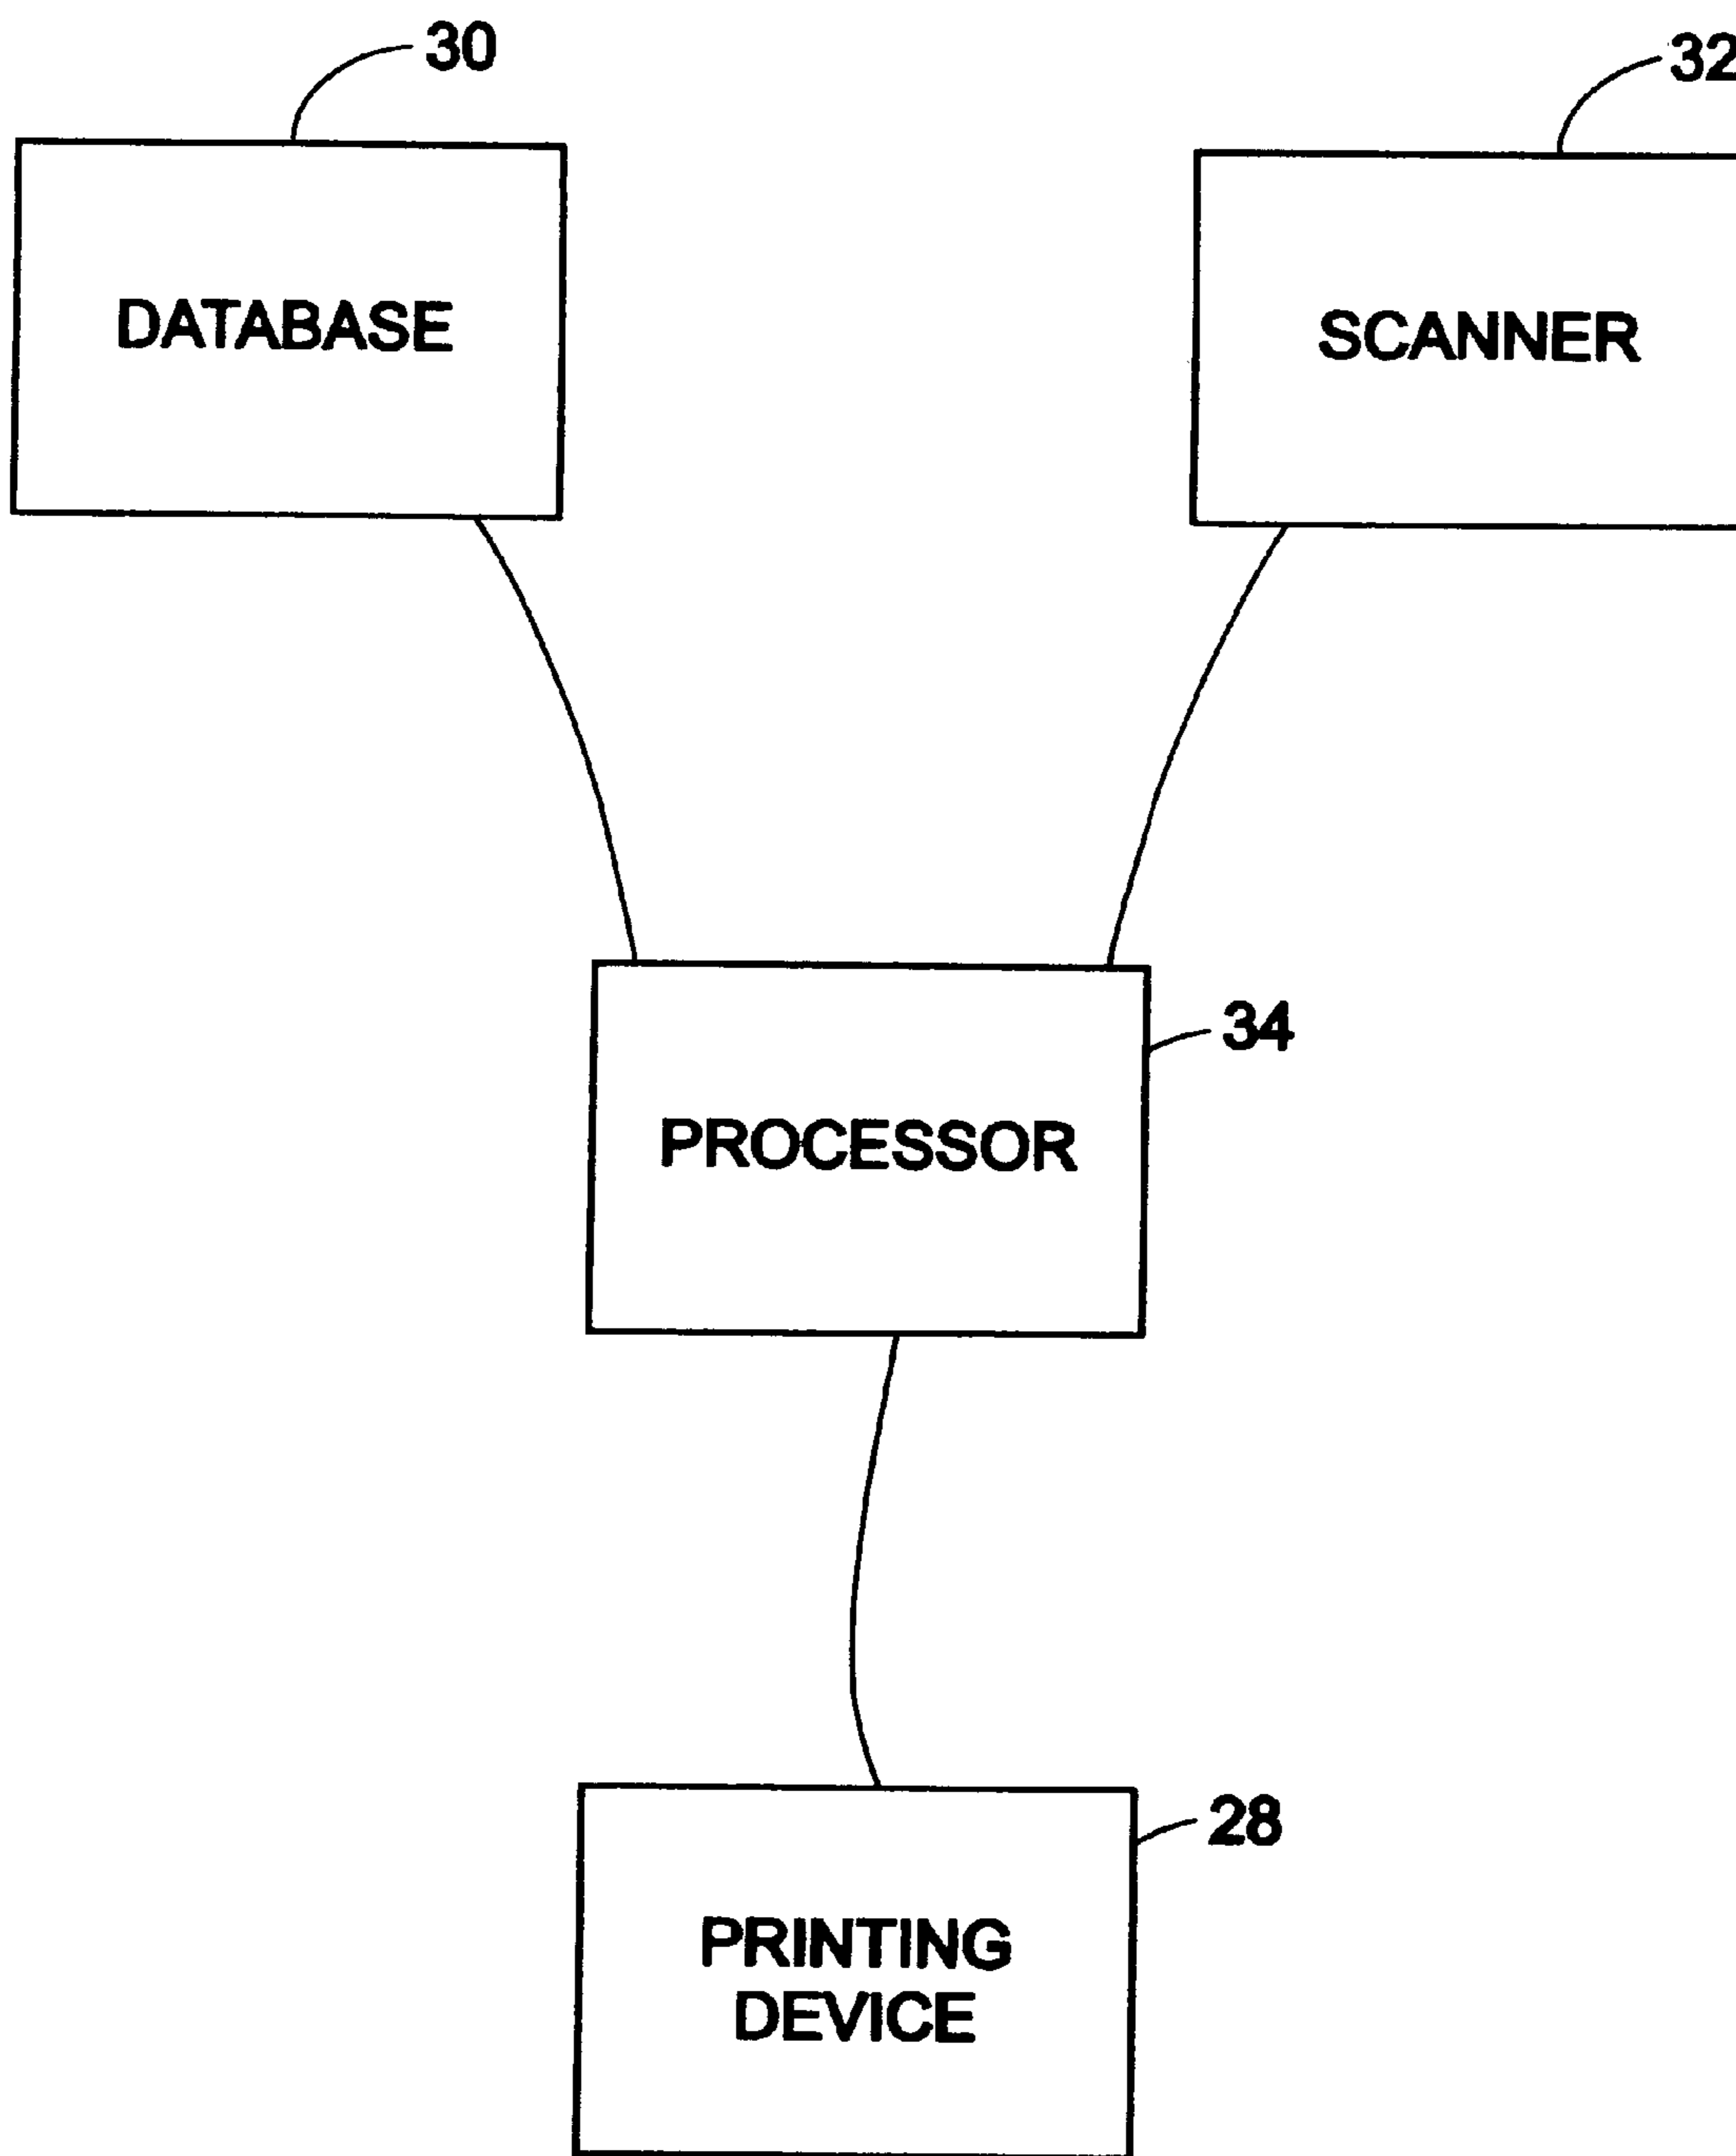 30
32
DATABASE
SCANNER
34
PROCESSOR
28
PRINTING
DEVICE